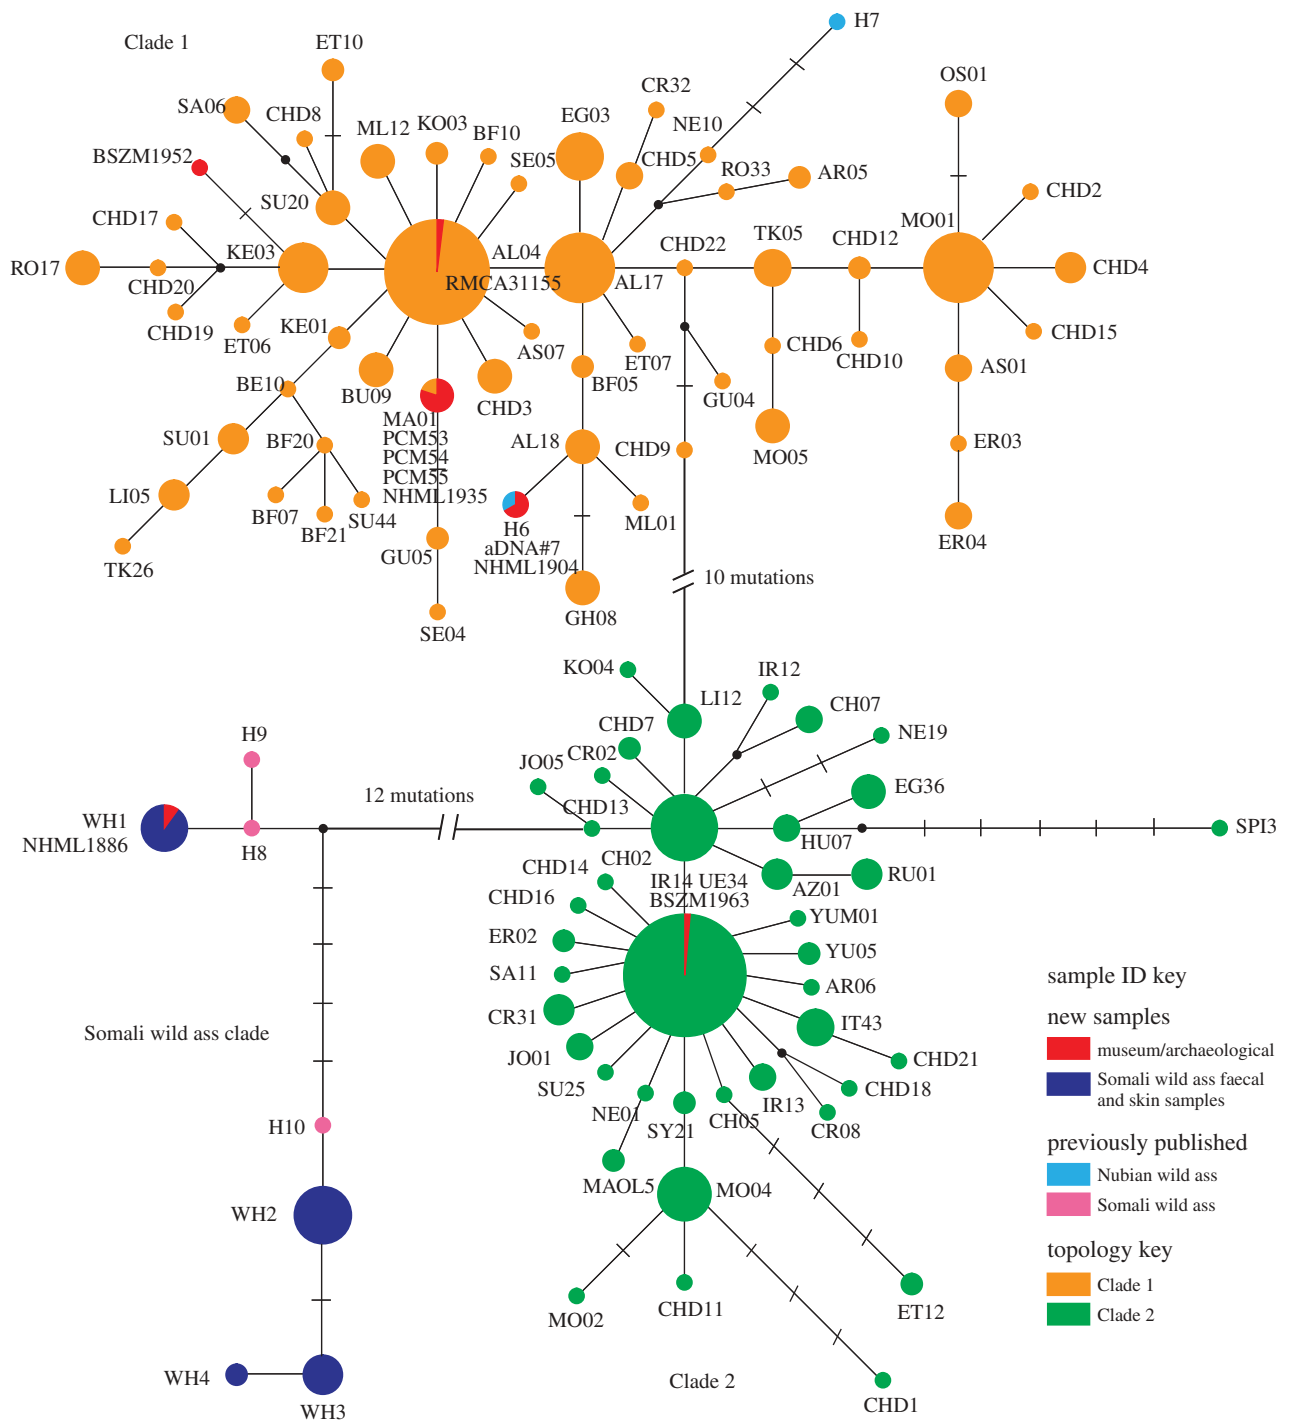 H7
Clade 1
ET10
OS01
CR32
SA06
CHD8
EG03
ML12
KO03
NE10
BF10
BSZM1952
SE05
CHD5
RO33
AR05
CHD2
SU20
CHD17
MO01
TK05
CHD12
KE03
AL04
CHD22
RO17
CHD4
RMCA31155
AL17
CHD20
CHD19
KE01
CHD15
ET06
AS07
CHD6
CHD10
ET07
AS01
BE10
BF05
BU09
GU04
CHD3
MA01
PCM53
PCM54
PCM55
NHML1935
SU01
BF20
AL18
CHD9
ER03
MO05
LI05
BF07
BF21
SU44
ML01
H6
aDNA#7
NHML1904
ER04
GU05
TK26
10 mutations
GH08
SE04
KO04
IR12
LI12
CH07
H9
CHD7
NE19
CR02
JO05
EG36
12 mutations
CHD13
WH1
NHML1886
H8
HU07
SPI3
CH02
CHD14
IR14 UE34
BSZM1963
AZ01
RU01
CHD16
YUM01
ER02
YU05
SA11
AR06
sample ID key
CR31
IT43
new samples
Somali wild ass clade
museum/archaeological
JO01
CHD21
SU25
CHD18
Somali wild ass faecal
and skin samples
NE01
IR13
SY21
CH05
CR08
H10
previously published
Nubian wild ass
MAOL5
MO04
Somali wild ass
WH2
topology key
Clade 1
MO02
CHD11
ET12
Clade 2
WH4
Clade 2
WH3
CHD1